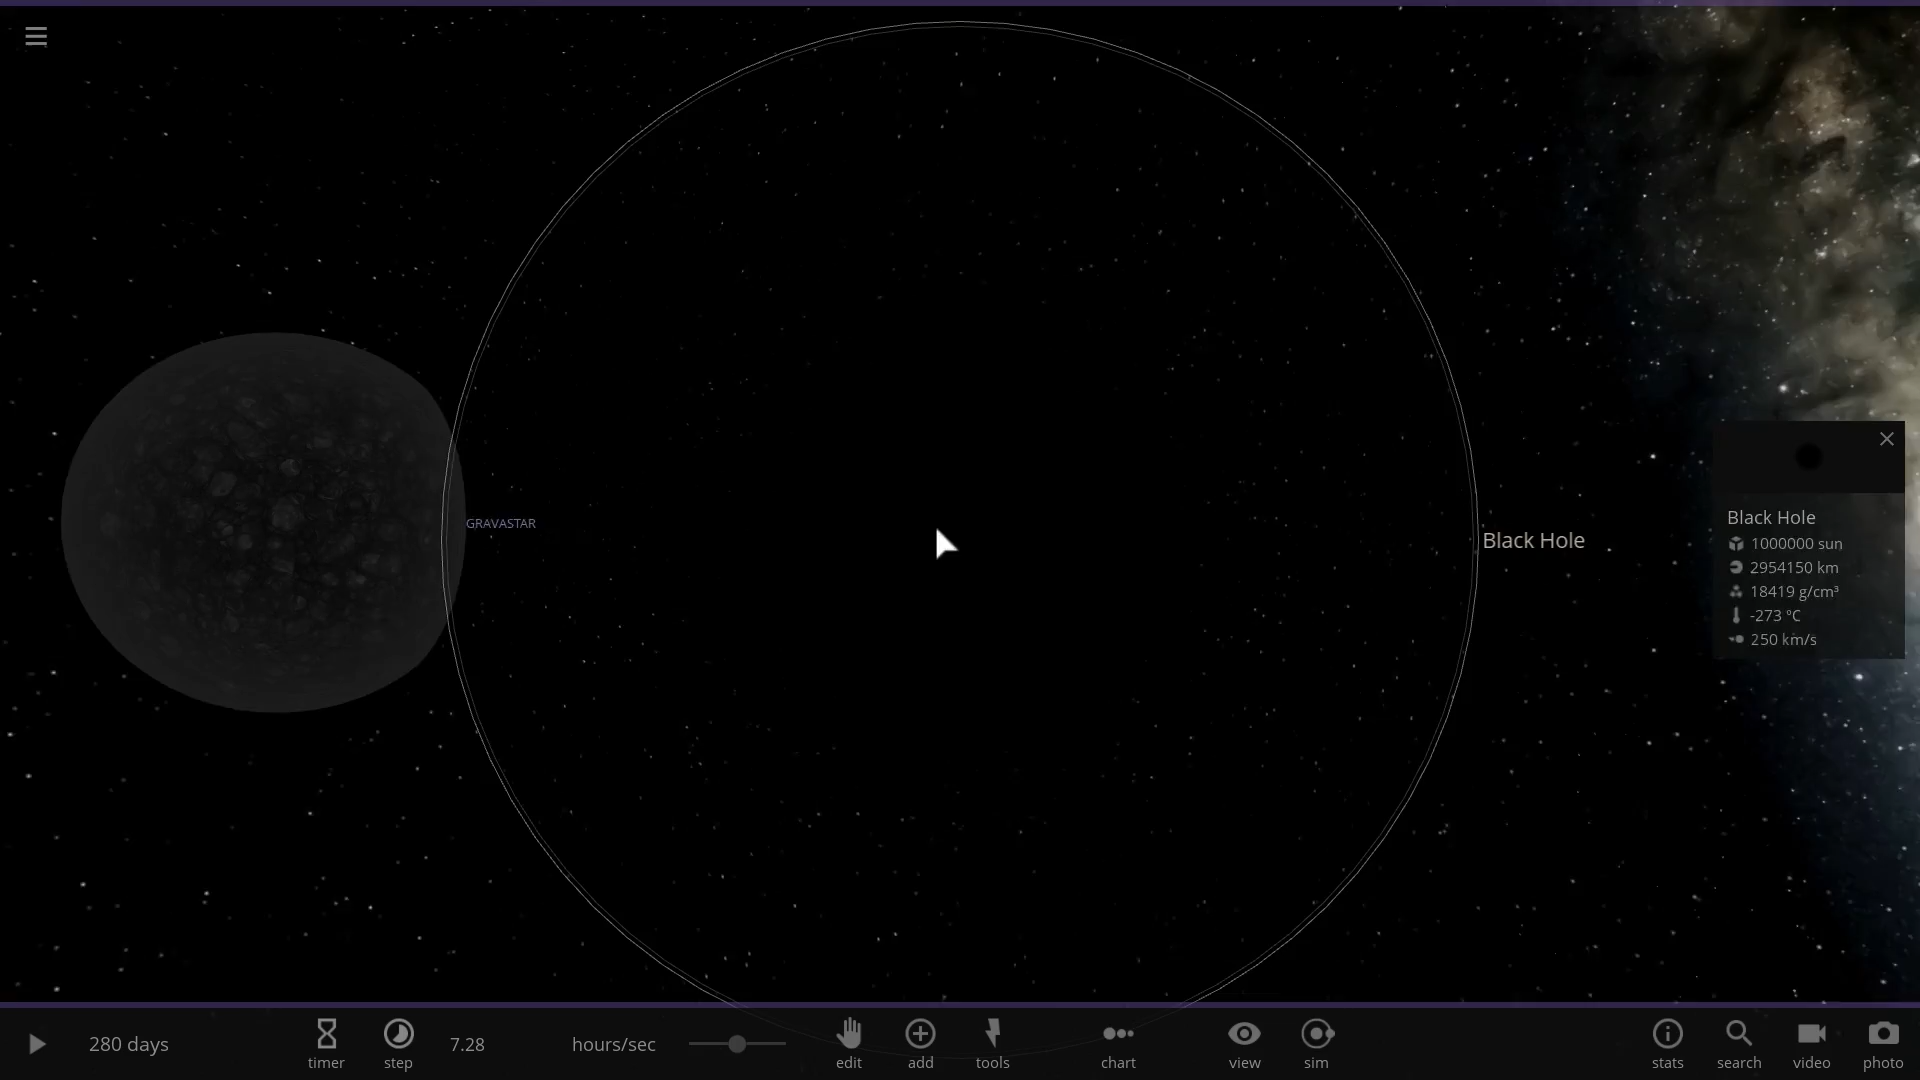 GRAVASTAR
Black Hole
Black Hole
1000000 sun
2954150 km
18419 g/cm³
-273 °C
250 km/s
280 days
timer
step
7.28
hours/sec
edit
add
tools
chart
view
sim
stats
search
video
photo